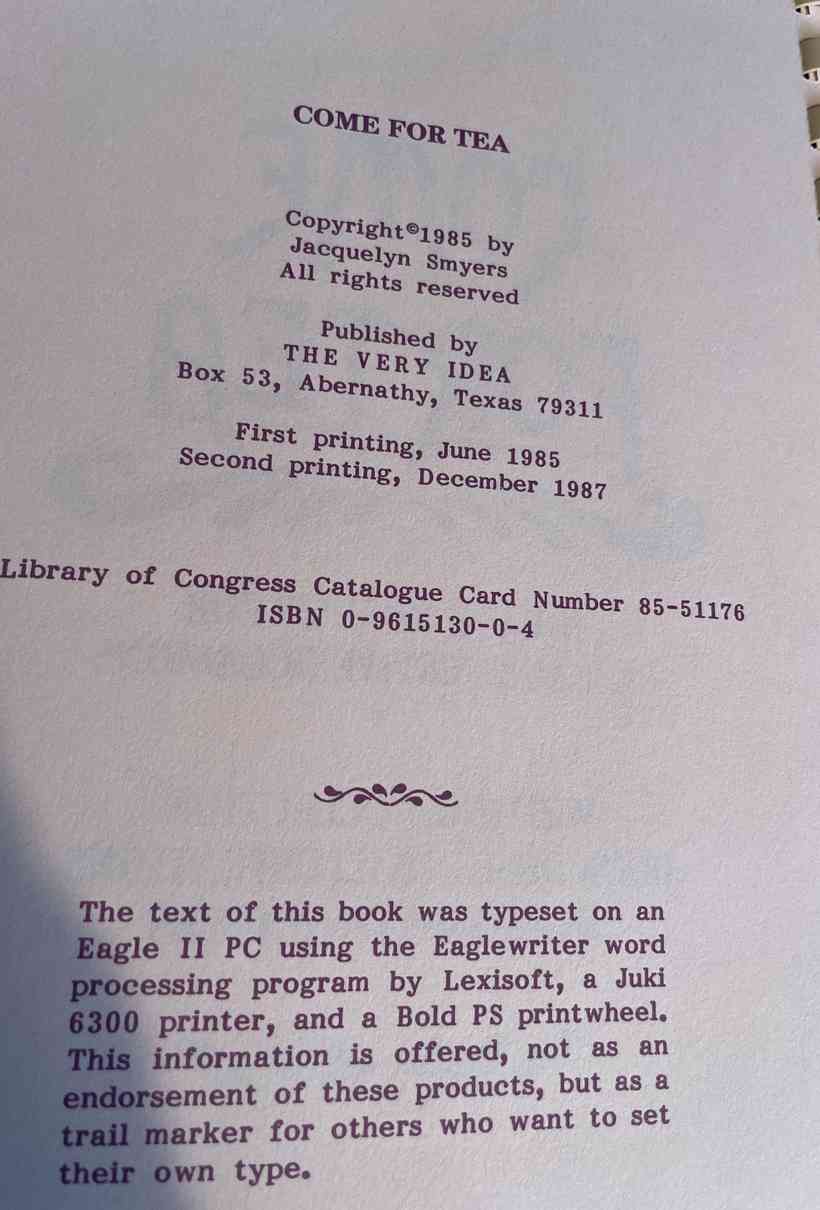 COME FOR TEA
Copyright©1985 by
Jacquelyn Smyers
All rights reserved
Published by
THE VERY IDEA
Box 53, Abernathy, Texas 79311
First printing, June 1985
Second printing, December 1987
Library of Congress Catalogue Card Number 85-51176
ISBN 0-9615130-0-4
The text of this book was typeset on an
Eagle II PC using the Eaglewriter word
processing program by Lexisoft, a Juki
6300 printer, and a Bold PS printwheel.
This information is offered, not as an
endorsement of these products, but as a
trail marker for others who want to set
their own type.